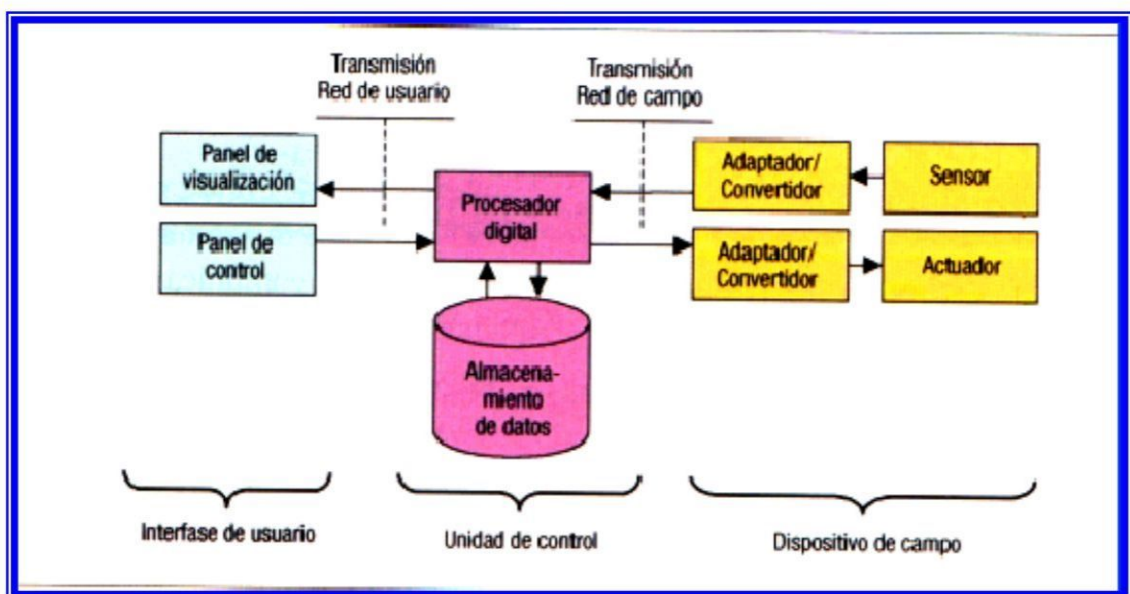 Transmisión
Red de usuario
Transmisión
Red de campo
Panel de
visualización
Panel de
control
Procesador
digital
Almacena-
miento
de datos
Adaptador/
Convertidor
Sensor
Adaptador/
Convertidor
Actuador
Interfase de usuario
Unidad de control
Dispositivo de campo